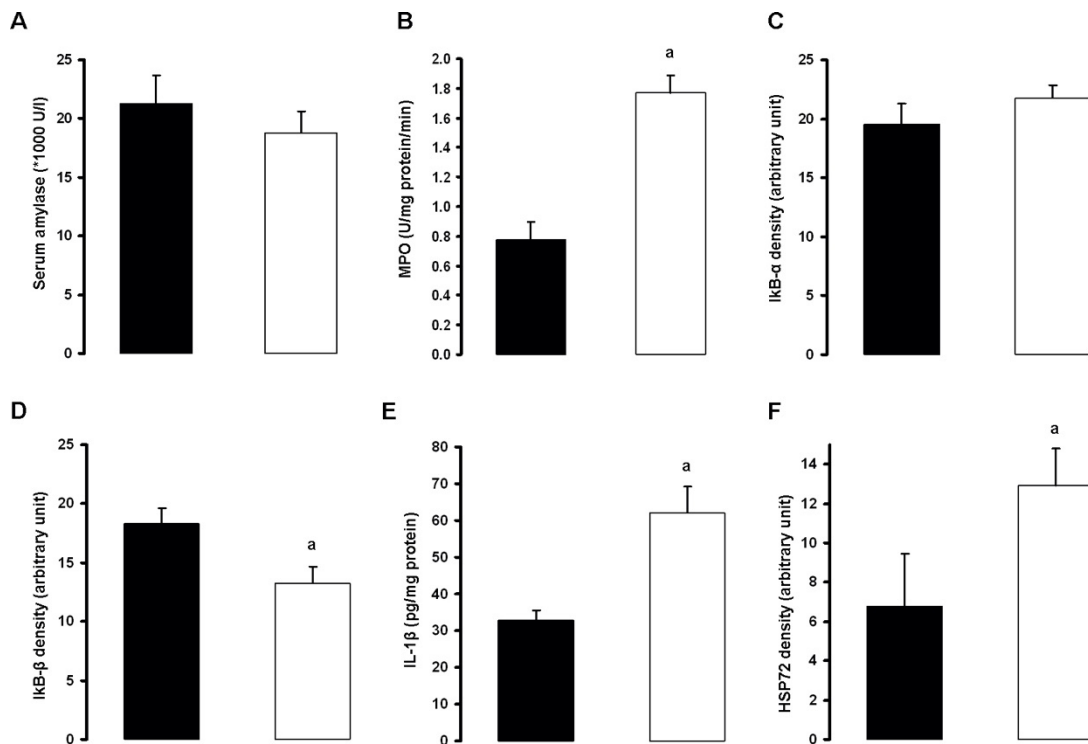 A
Serum amylase (*1000 U/l)
25
20
15
10
5
0
B
MPO (U/mg protein/min)
2.0
1.8
1.6
1.4
1.2
1.0
0.8
0.6
0.4
0.2
0.0
a
C
IkB-α density (arbitrary unit)
25
20
15
10
5
0
D
IkB-β density (arbitrary unit)
25
20
15
10
5
0
a
E
IL-1β (pg/mg protein)
80
70
60
50
40
30
20
10
0
a
F
HSP72 density (arbitrary unit)
14
12
10
8
6
4
2
0
a